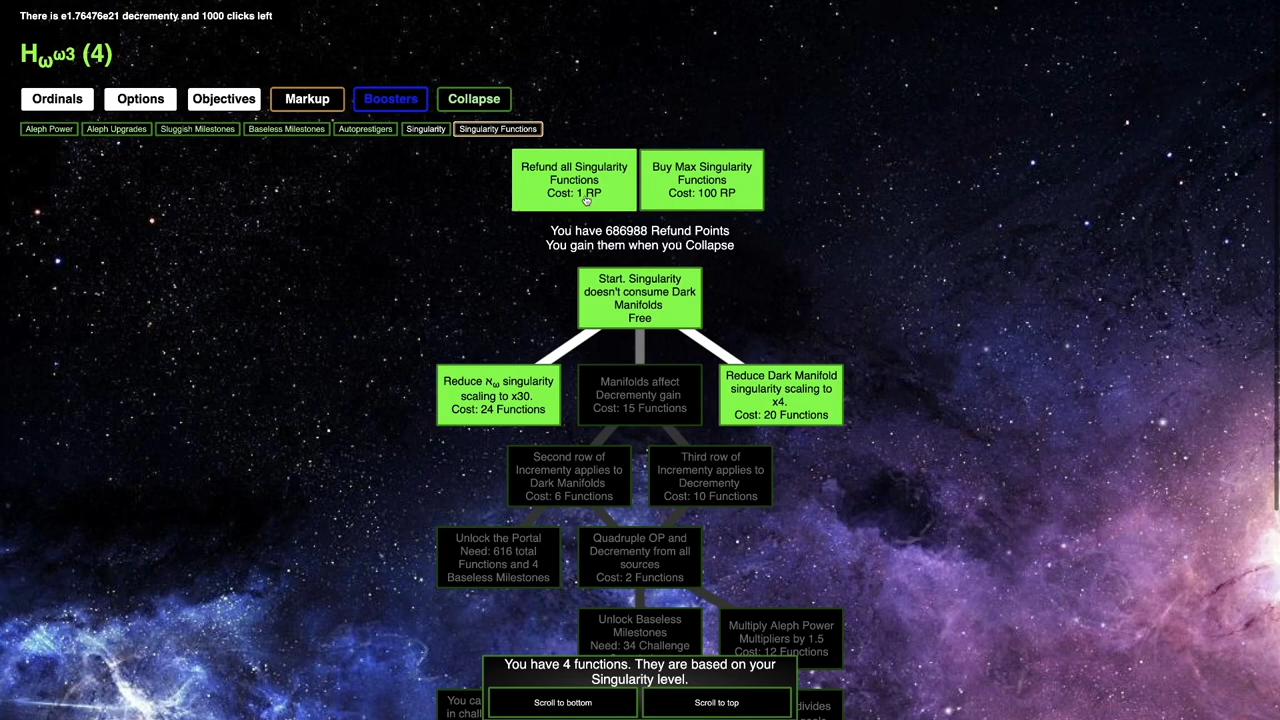 There is e1.76476e21 decrementy and 1000 clicks left
H_ω^ω3 (4)
Ordinals
Options
Objectives
Markup
Boosters
Collapse
Aleph Power
Aleph Upgrades
Sluggish Milestones
Baseless Milestones
Autoprestigers
Singularity
Singularity Functions
Refund all Singularity
Functions
Cost: 1 RP
Buy Max Singularity
Functions
Cost: 100 RP
You have 686988 Refund Points
You gain them when you Collapse
Start. Singularity
doesn't consume Dark
Manifolds
Free
Reduce ℵω singularity
scaling to x30.
Cost: 24 Functions
Manifolds affect
Decrementy gain
Cost: 15 Functions
Reduce Dark Manifold
singularity scaling to
x4.
Cost: 20 Functions
Second row of
Incrementy applies to
Dark Manifolds
Cost: 6 Functions
Third row of
Incrementy applies to
Decrementy
Cost: 10 Functions
Unlock the Portal
Need: 616 total
Functions and 4
Baseless Milestones
Quadruple OP and
Decrementy from all
sources
Cost: 2 Functions
Unlock Baseless
Milestones
Need: 34 Challenge
Multiply Aleph Power
Multipliers by 1.5
Cost: 12 Functions
You have 4 functions. They are based on your
Singularity level.
Scroll to bottom
Scroll to top
You ca
in chall
divides